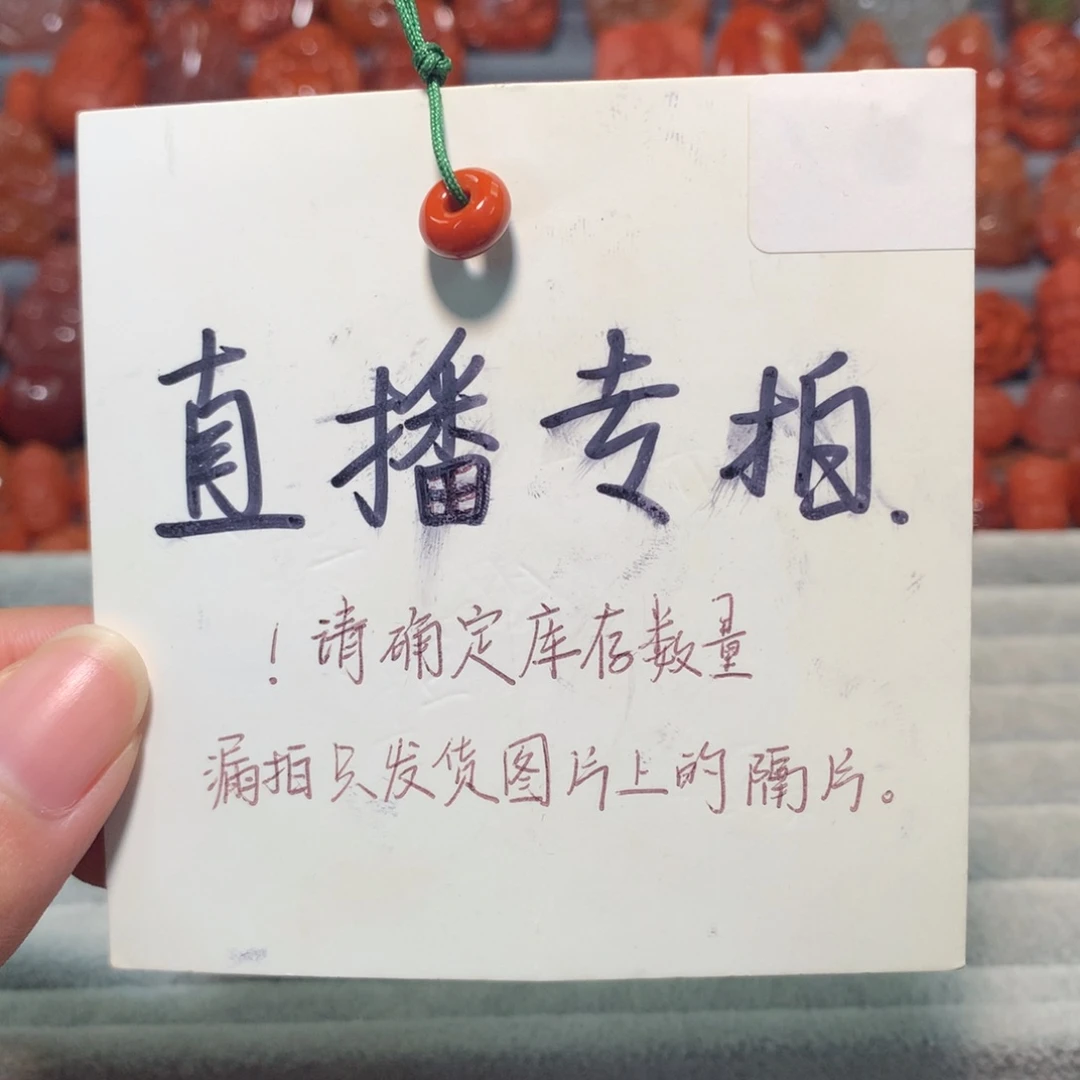 直播专拍.
！请确定库存数量
漏拍只发货图片上的隔片。